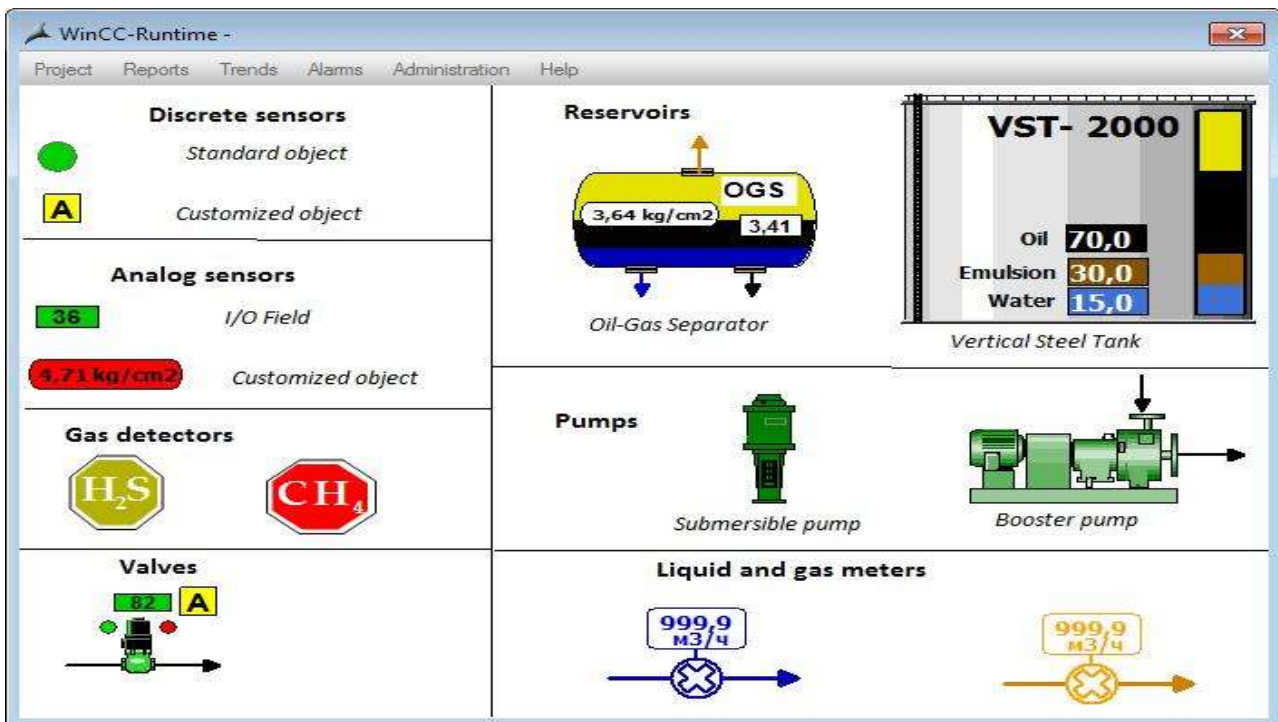 WinCC-Runtime -
Project Reports Trends Alarms Administration Help
Discrete sensors
Standard object
A
Customized object
Analog sensors
36
I/O Field
4,71 kg/cm2
Customized object
Gas detectors
H₂S
CH₄
Valves
82
A
Reservoirs
OGS
3,64 kg/cm2
3,41
Oil-Gas Separator
VST- 2000
Oil 70,0
Emulsion 30,0
Water 15,0
Vertical Steel Tank
Pumps
Submersible pump
Booster pump
Liquid and gas meters
999,9
м3/ч
999,9
м3/ч